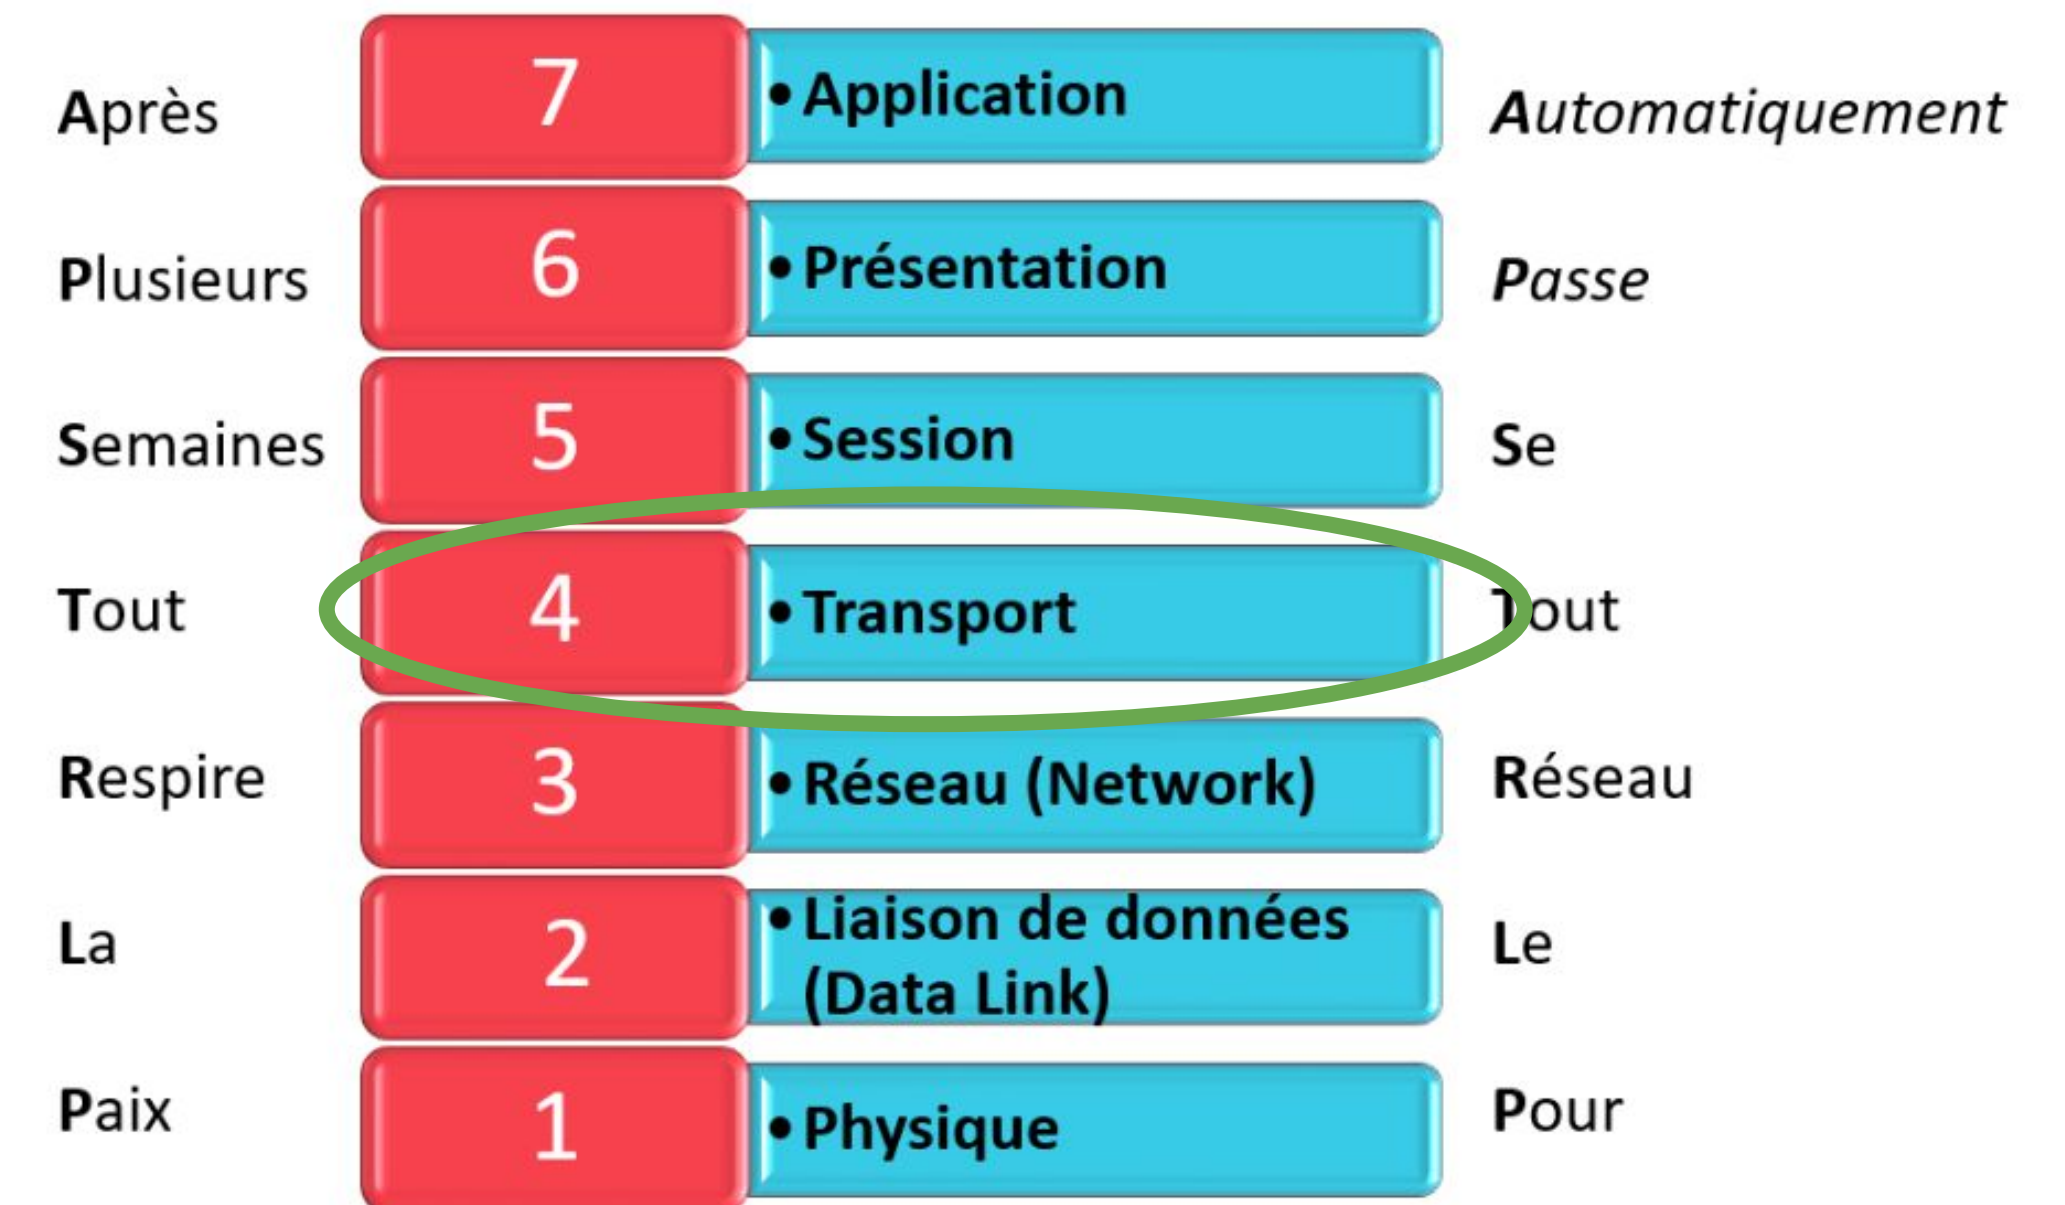 Après 7 • Application Automatiquement
Plusieurs 6 • Présentation Passe
Semaines 5 • Session Se
Tout 4 • Transport Tout
Respire 3 • Réseau (Network) Réseau
La 2 • Liaison de données Le
(Data Link)
Paix 1 • Physique Pour